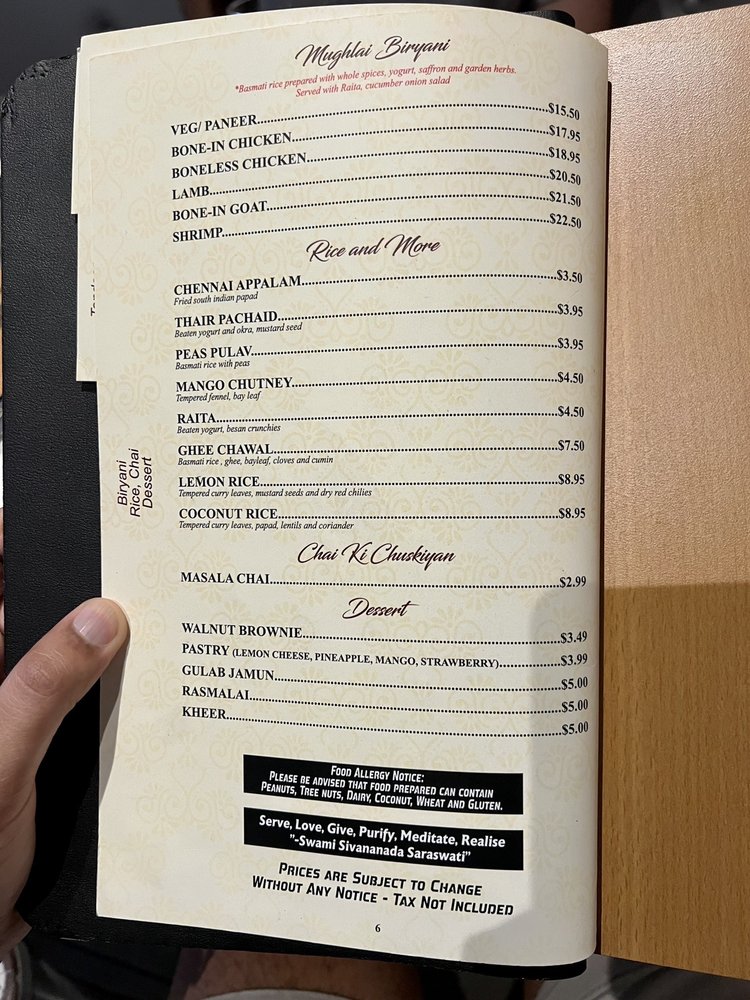 Mughlai Biryani
*Basmati rice prepared with whole spices, yogurt, saffron and garden herbs.
Served with Raita, cucumber onion salad
VEG/ PANEER...$15.50
BONE-IN CHICKEN...$17.95
BONELESS CHICKEN...$18.95
LAMB...$20.50
BONE-IN GOAT...$21.50
SHRIMP...$22.50
Rice and More
CHENNAI APPALAM...$3.50
Fried south indian papad
THAIR PACHAID...$3.95
Beaten yogurt and okra, mustard seed
PEAS PULAV...$3.95
Basmati rice with peas
MANGO CHUTNEY...$4.50
Tempered fennel, bay leaf
RAITA...$4.50
Beaten yogurt, besan crunchies
GHEE CHAWAL...$7.50
Basmati rice , ghee, bayleaf, cloves and cumin
LEMON RICE...$8.95
Tempered curry leaves, mustard seeds and dry red chilies
COCONUT RICE...$8.95
Tempered curry leaves, papad, lentils and coriander
Chai Ki Chuskiyan
MASALA CHAI...$2.99
Dessert
WALNUT BROWNIE...$3.49
PASTRY (LEMON CHEESE, PINEAPPLE, MANGO, STRAWBERRY)...$3.99
GULAB JAMUN...$5.00
RASMALAI...$5.00
KHEER...$5.00
Biryani
Rice, Chai
Dessert
FOOD ALLERGY NOTICE:
PLEASE BE ADVISED THAT FOOD PREPARED CAN CONTAIN
PEANUTS, TREE NUTS, DAIRY, COCONUT, WHEAT AND GLUTEN.
Serve, Love, Give, Purify, Meditate, Realise
"-Swami Sivananada Saraswati"
PRICES ARE SUBJECT TO CHANGE
WITHOUT ANY NOTICE - TAX NOT INCLUDED
6